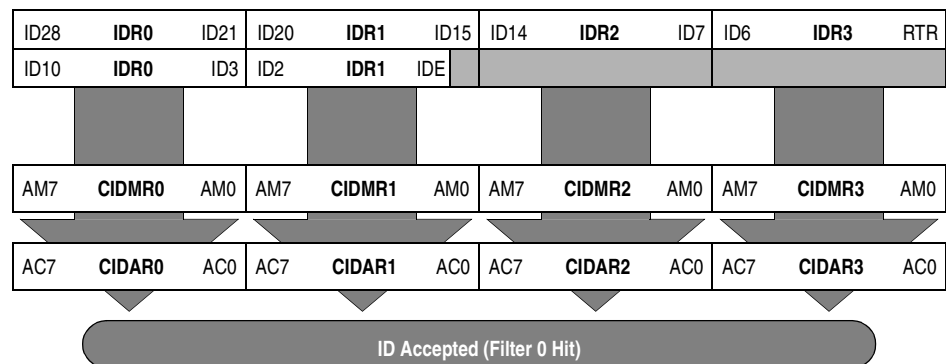 ID28 IDR0 ID21 ID20 IDR1 ID15 ID14 IDR2 ID7 ID6 IDR3 RTR
ID10 IDR0 ID3 ID2 IDR1 IDE
AM7 CIDMR0 AM0 AM7 CIDMR1 AM0 AM7 CIDMR2 AM0 AM7 CIDMR3 AM0
AC7 CIDAR0 AC0 AC7 CIDAR1 AC0 AC7 CIDAR2 AC0 AC7 CIDAR3 AC0
ID Accepted (Filter 0 Hit)